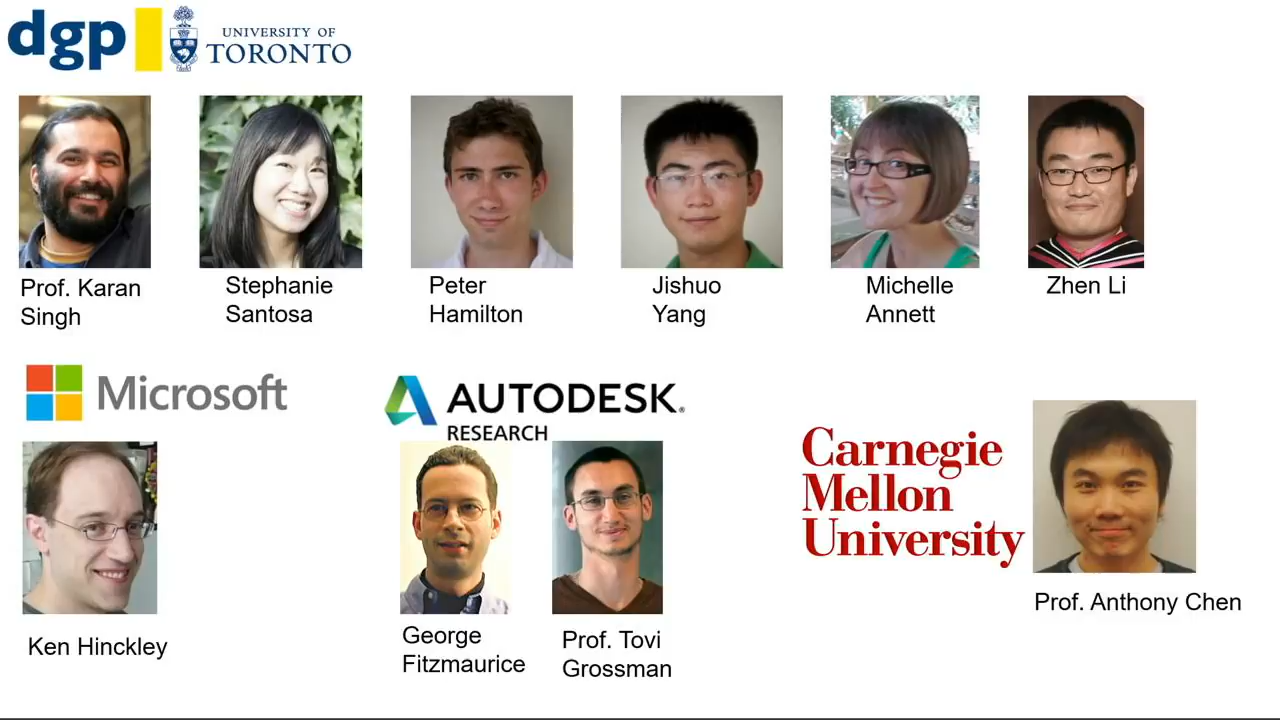 dgp
UNIVERSITY OF
TORONTO
Prof. Karan
Singh
Stephanie
Santosa
Peter
Hamilton
Jishuo
Yang
Michelle
Annett
Zhen Li
Microsoft
AUTODESK®
RESEARCH
Carnegie
Mellon
University
Ken Hinckley
George
Fitzmaurice
Prof. Tovi
Grossman
Prof. Anthony Chen